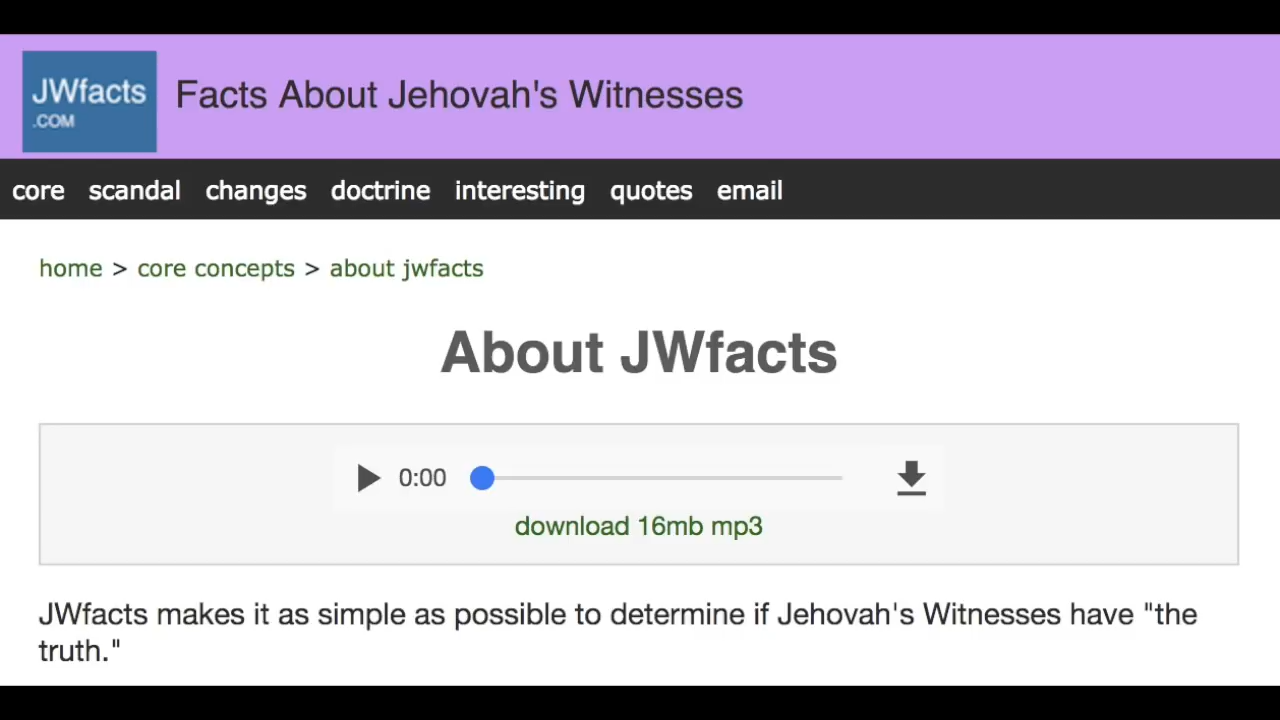 JWfacts
.COM
Facts About Jehovah's Witnesses
core scandal changes doctrine interesting quotes email
home > core concepts > about jwfacts
About JWfacts
0:00
download 16mb mp3
JWfacts makes it as simple as possible to determine if Jehovah's Witnesses have "the
truth."